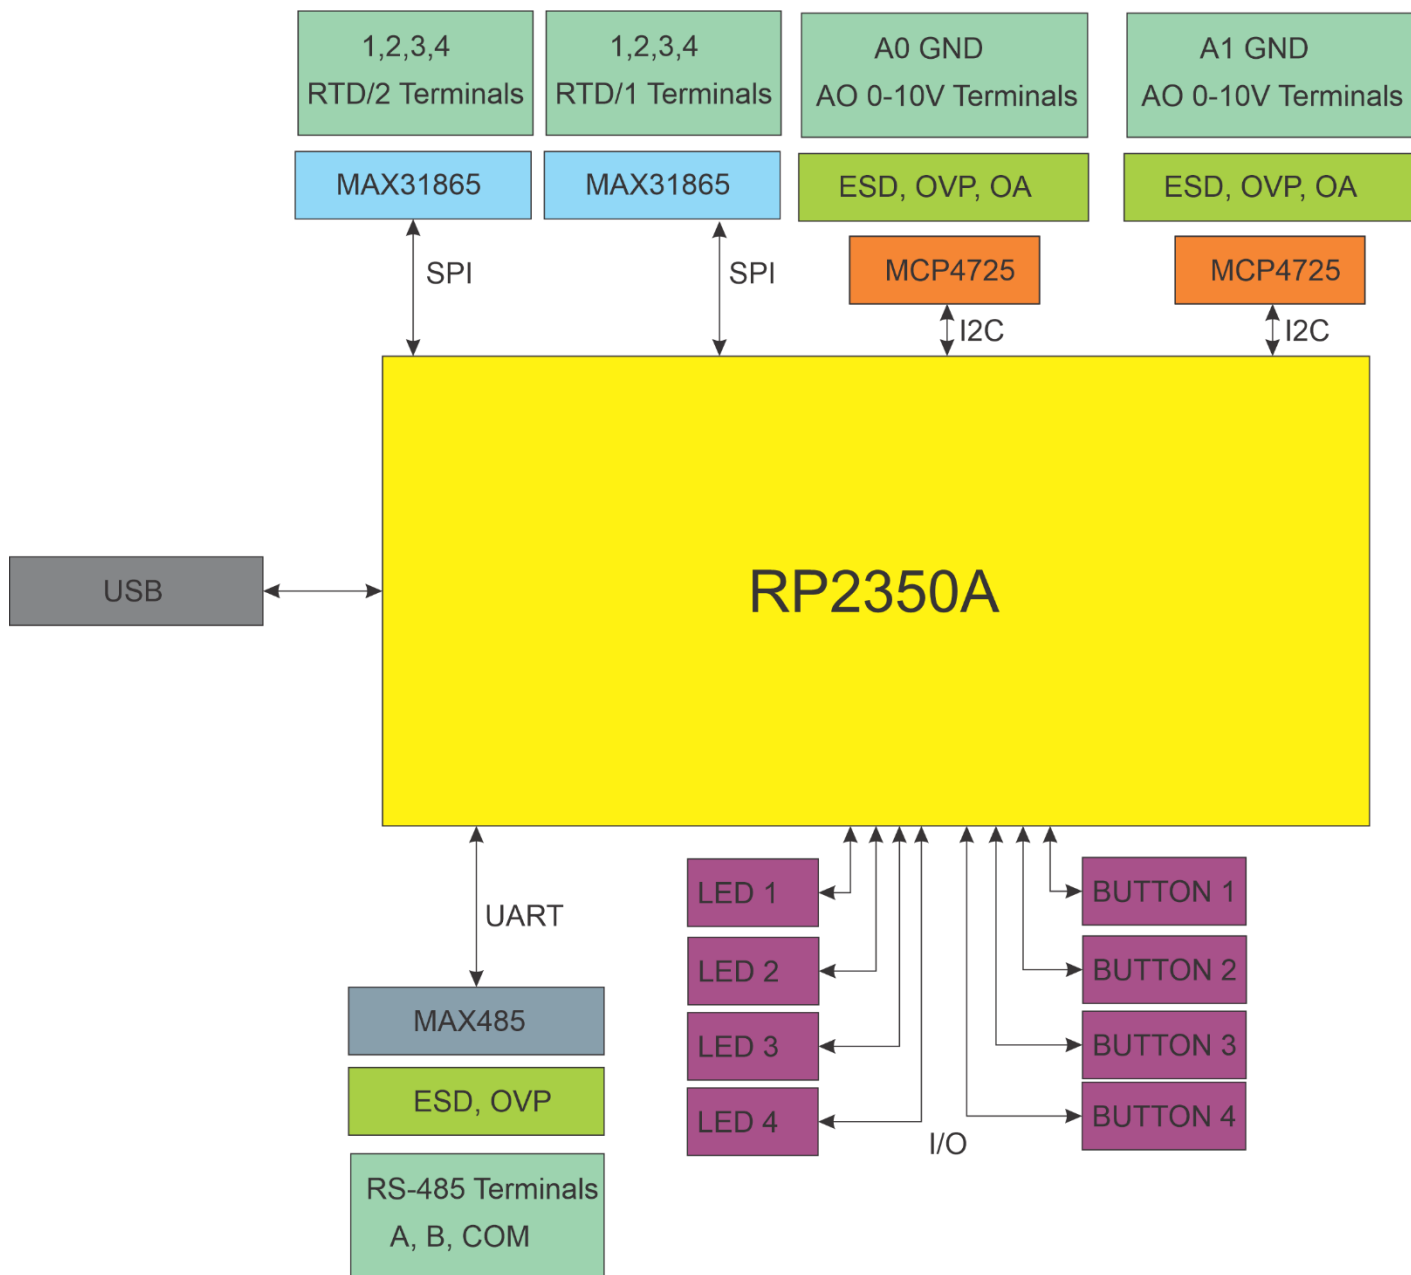 1,2,3,4
RTD/2 Terminals
1,2,3,4
RTD/1 Terminals
A0 GND
AO 0-10V Terminals
A1 GND
AO 0-10V Terminals
MAX31865
MAX31865
ESD, OVP, OA
ESD, OVP, OA
MCP4725
MCP4725
SPI
SPI
I2C
I2C
USB
RP2350A
UART
LED 1
BUTTON 1
LED 2
BUTTON 2
MAX485
LED 3
BUTTON 3
ESD, OVP
LED 4
BUTTON 4
I/O
RS-485 Terminals
A, B, COM